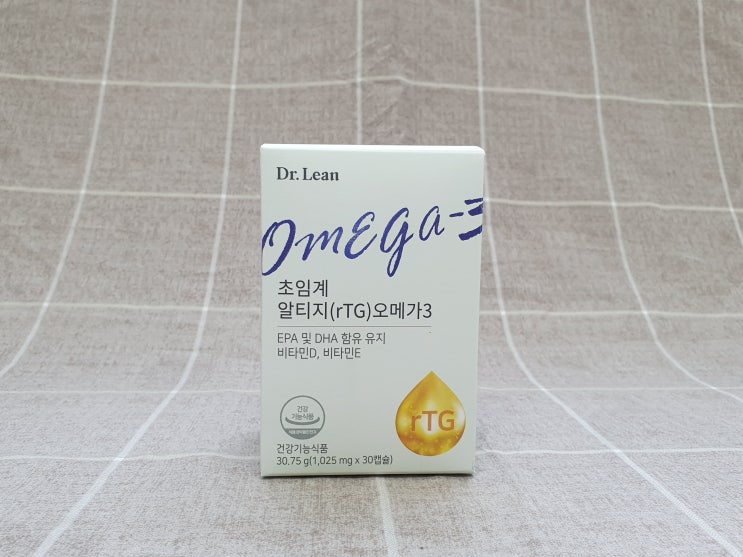 Dr. Lean
OmEGa-3
초임계
알티지(rTG)오메가3
EPA 및 DHA 함유 유지
비타민D, 비타민E
건강
기능식품
rTG
건강기능식품
30.75 g(1,025 mg x 30캡슐)